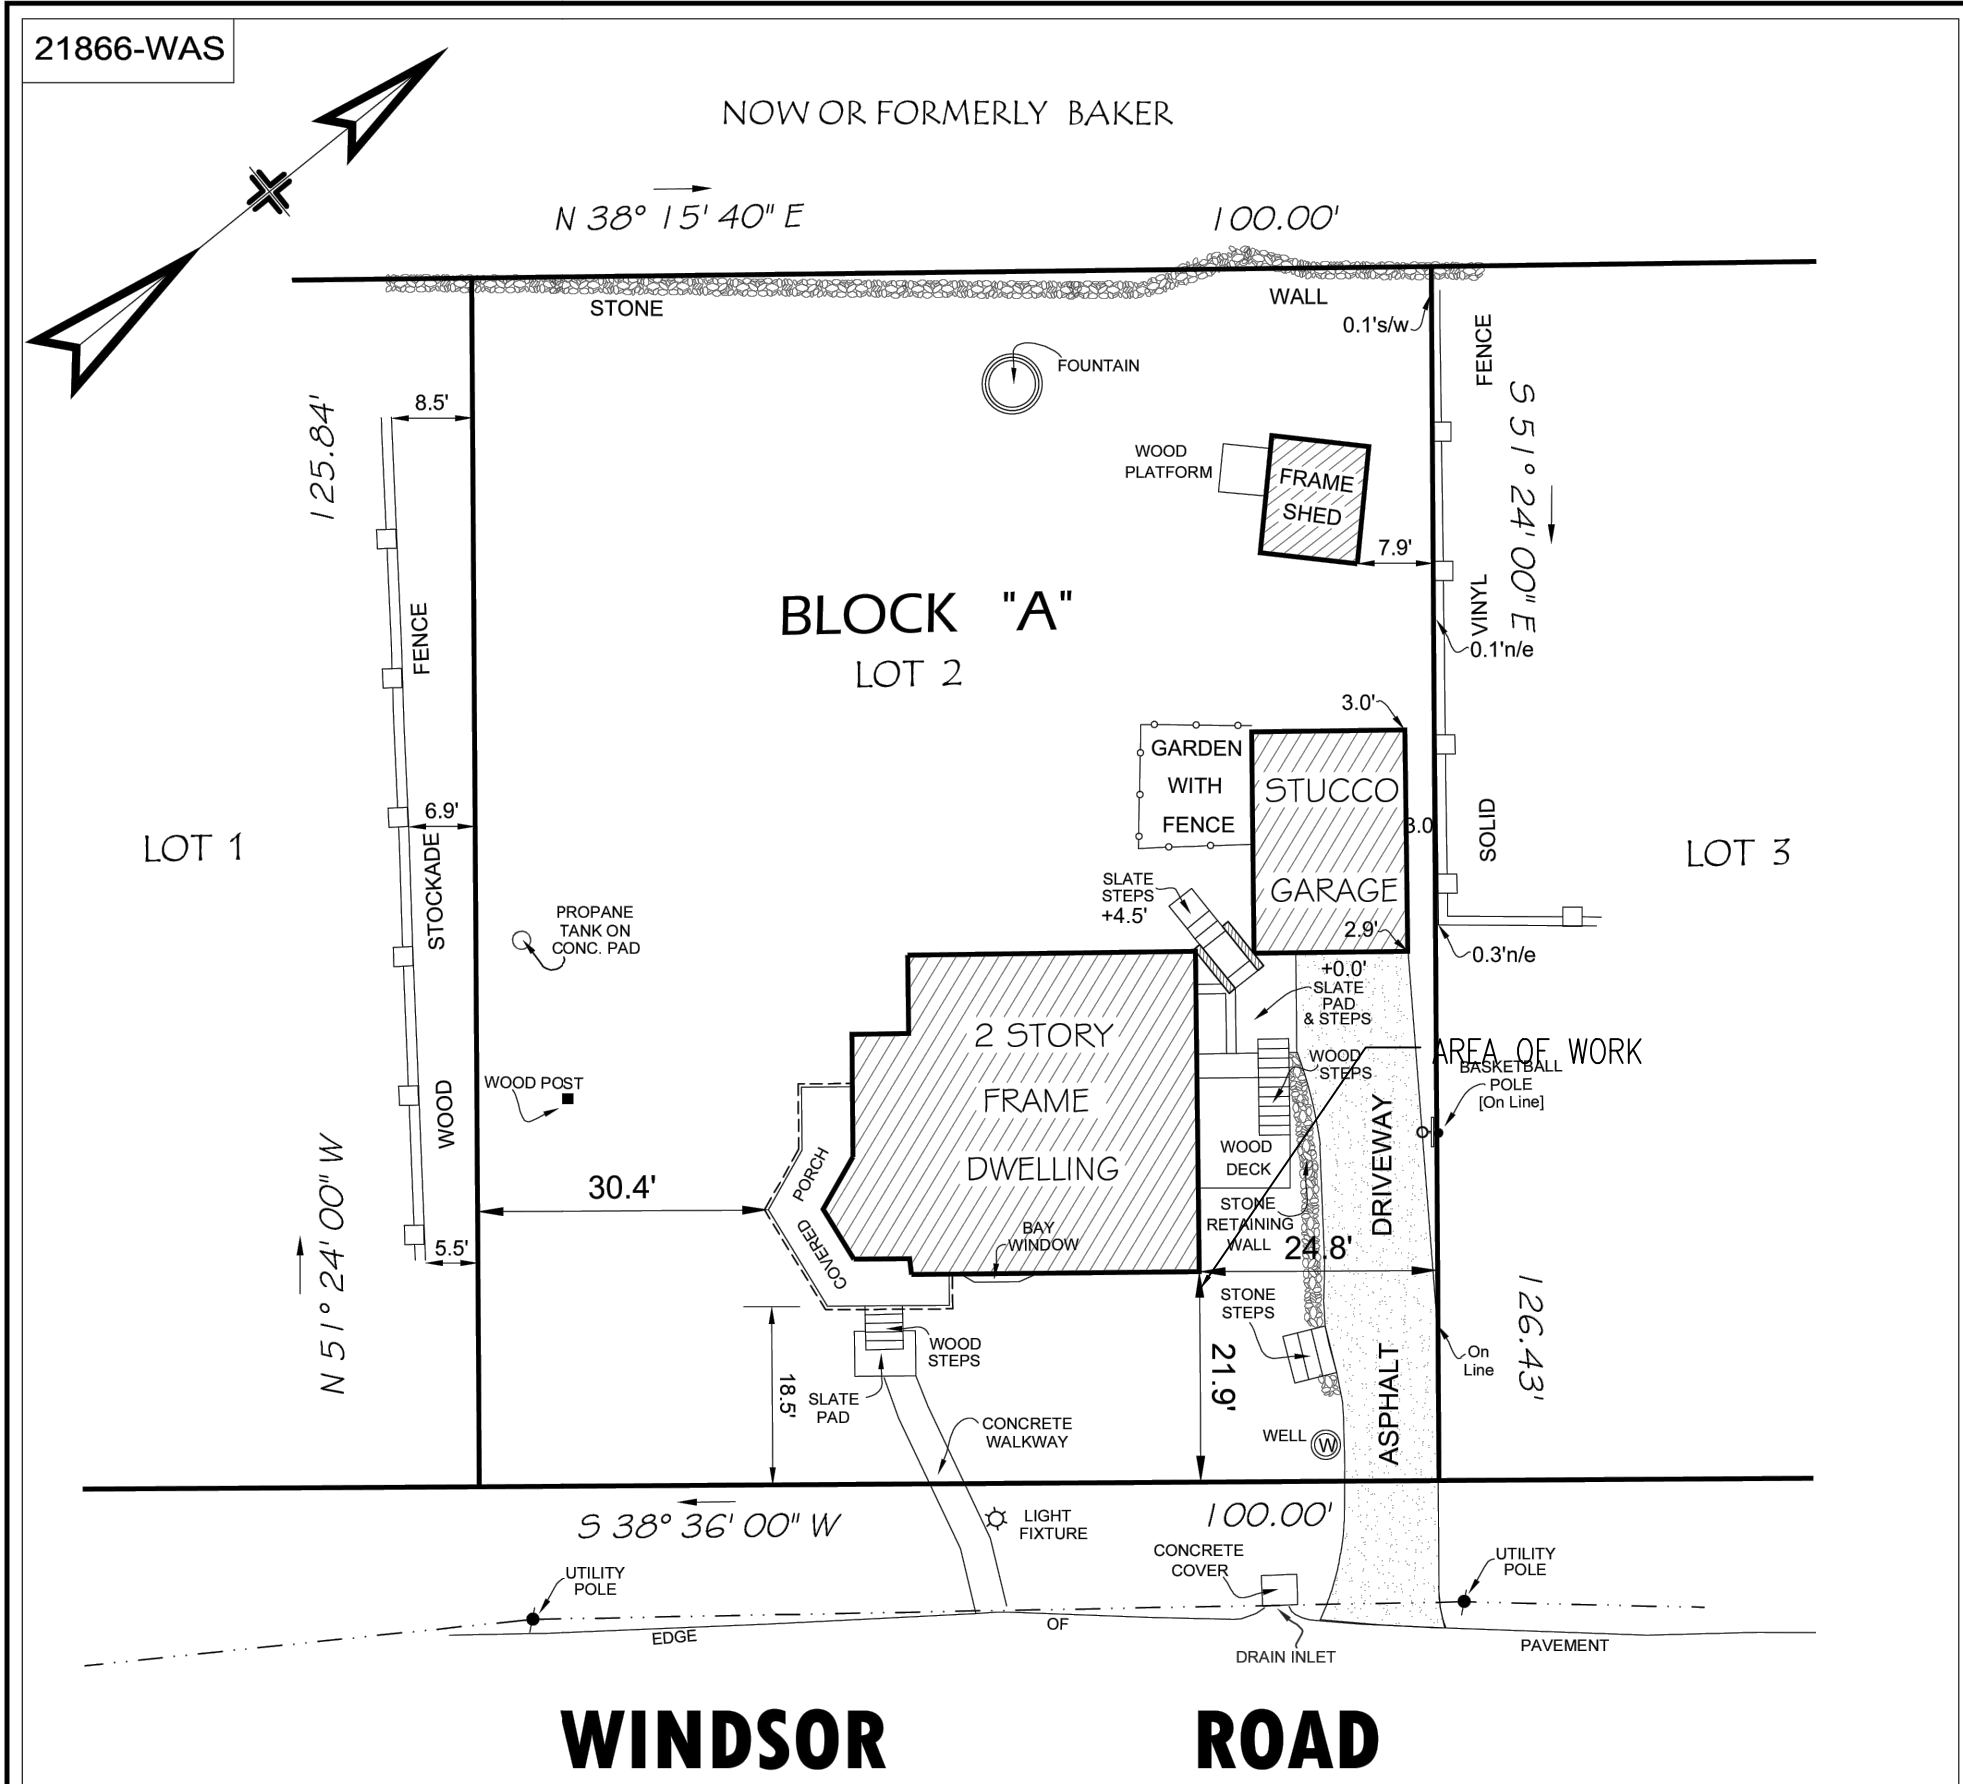 21866-WAS
NOW OR FORMERLY BAKER
N 38° 15' 40" E
100.00'
STONE
WALL
0.1's/w
FENCE
S 51° 24' 00" E
FOUNTAIN
8.5'
125.84'
WOOD
PLATFORM
FRAME
SHED
7.9'
BLOCK "A"
LOT 2
VINYL
0.1'n/e
FENCE
3.0'
GARDEN
WITH
FENCE
STUCCO
GARAGE
3.0
SOLID
6.9'
LOT 1
LOT 3
STOCKADE
SLATE
STEPS
+4.5'
2.9'
PROPANE
TANK ON
CONC. PAD
0.3'n/e
+0.0'
SLATE
PAD
& STEPS
2 STORY
FRAME
DWELLING
AREA OF WORK
WOOD
STEPS
BASKETBALL
POLE
[On Line]
WOOD POST
WOOD
DRIVEWAY
WOOD
DECK
PORCH
COVERED
30.4'
STONE
RETAINING
WALL
BAY
WINDOW
24.8'
5.5'
N 51° 24' 00" W
STONE
STEPS
126.43'
WOOD
STEPS
21.9'
On
Line
18.5'
SLATE
PAD
ASPHALT
CONCRETE
WALKWAY
WELL
W
S 38° 36' 00" W
100.00'
LIGHT
FIXTURE
CONCRETE
COVER
UTILITY
POLE
UTILITY
POLE
EDGE
OF
PAVEMENT
DRAIN INLET
WINDSOR ROAD